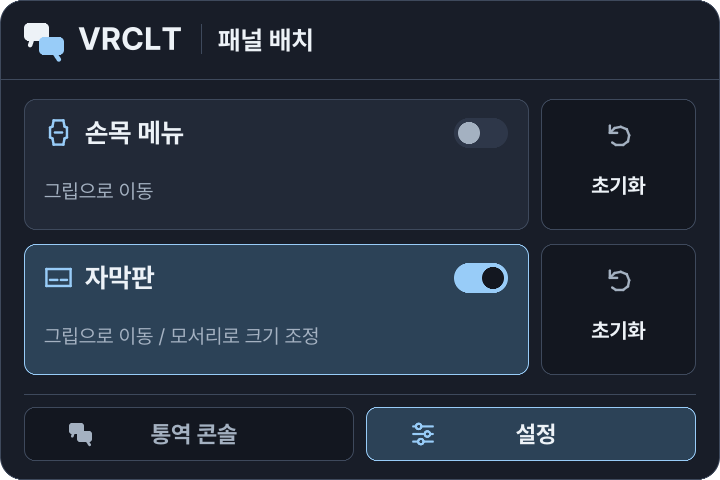 VRCLT
패널 배치
손목 메뉴
그립으로 이동
초기화
자막판
그립으로 이동 / 모서리로 크기 조정
초기화
통역 콘솔
설정